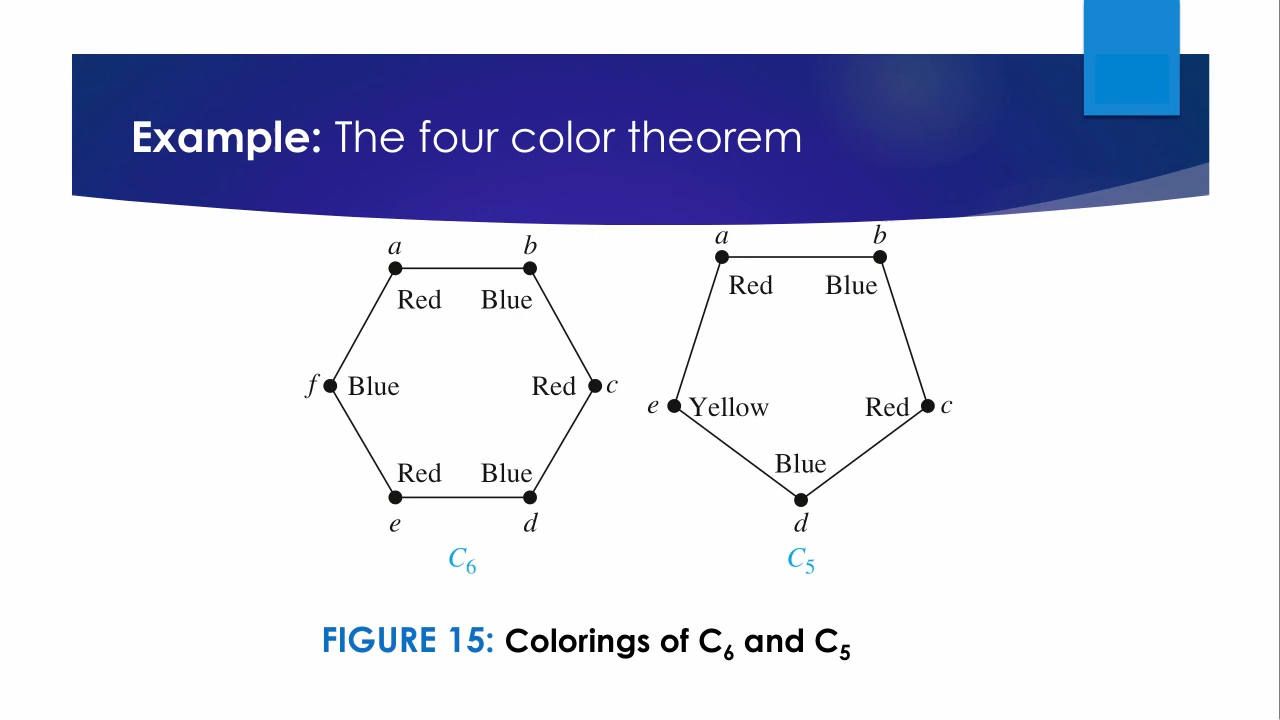 Example: The four color theorem
a b
Red Blue
f Blue Red c
Red Blue
e d
C₆
a b
Red Blue
e Yellow Red c
Blue
d
C₅
FIGURE 15: Colorings of C₆ and C₅